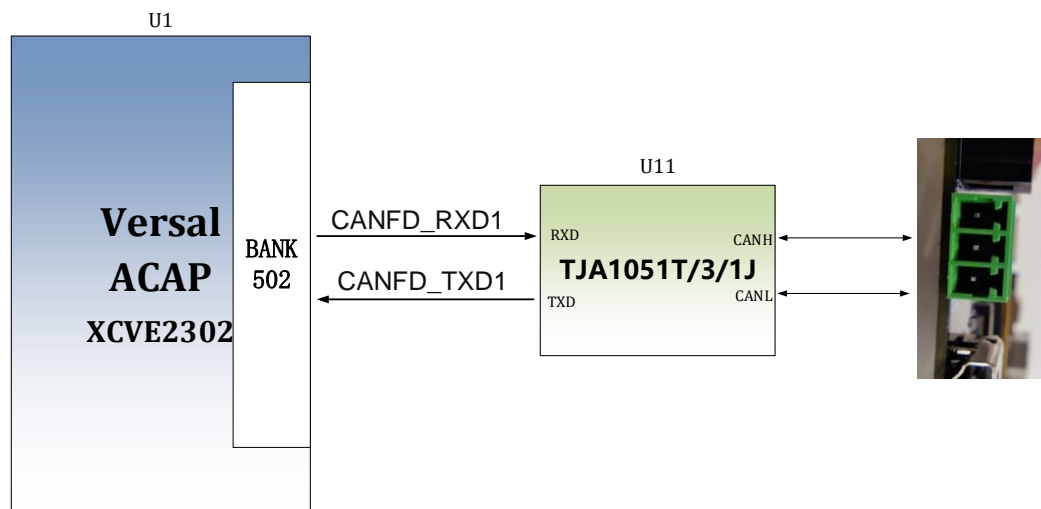 U1
Versal
ACAP
XCVE2302
BANK
502
CANFD_RXD1
CANFD_TXD1
U11
RXD
CANH
TJA1051T/3/1J
TXD
CANL